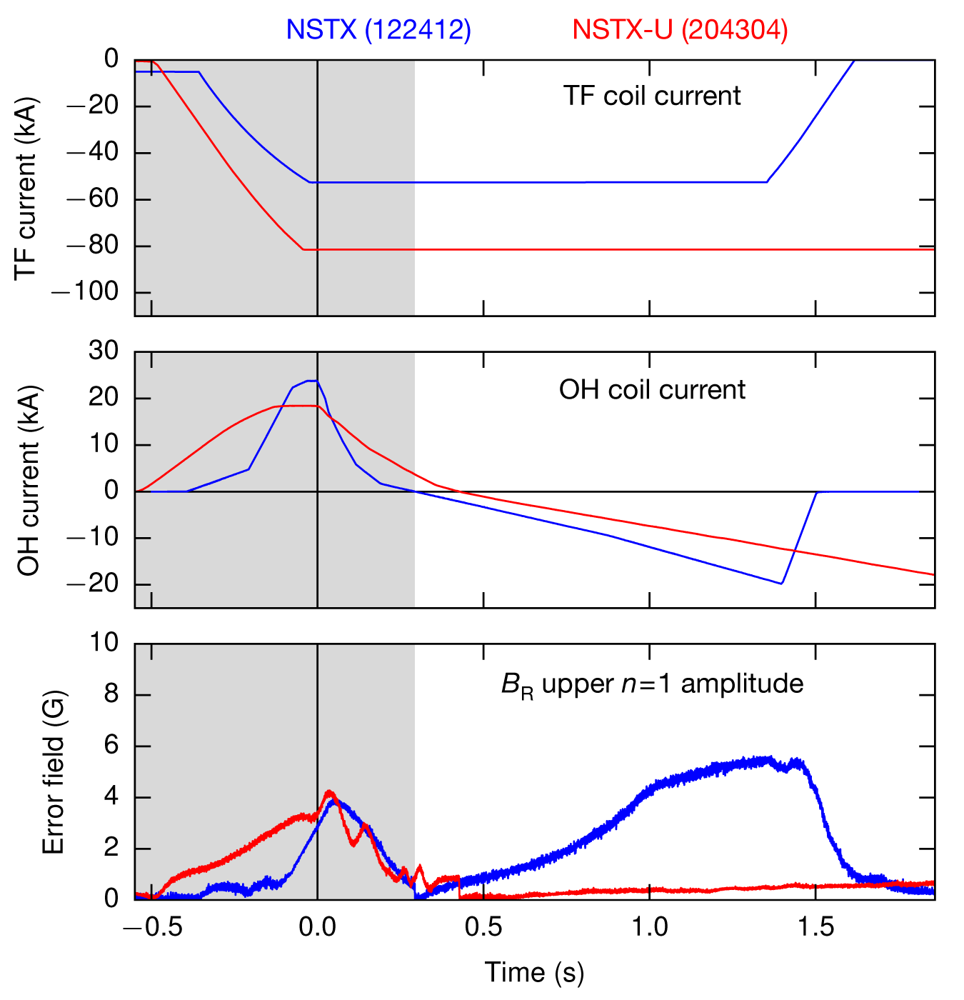 NSTX (122412) NSTX-U (204304)
TF coil current
TF current (kA)
0
−20
−40
−60
−80
−100
OH coil current
OH current (kA)
30
20
10
0
−10
−20
B_R upper n=1 amplitude
Error field (G)
10
8
6
4
2
0
−0.5 0.0 0.5 1.0 1.5
Time (s)